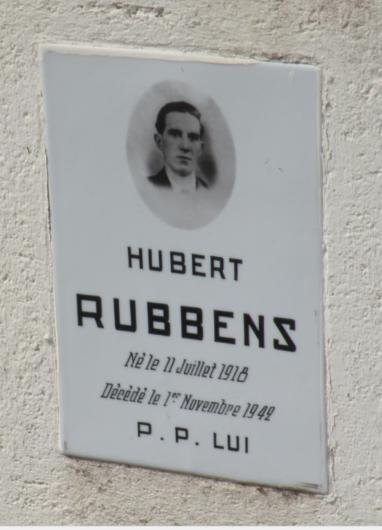 HUBERT
RUBBENS
Né le 11 Juillet 1918
Décédé le 1er Novembre 1942
P. P. LUI